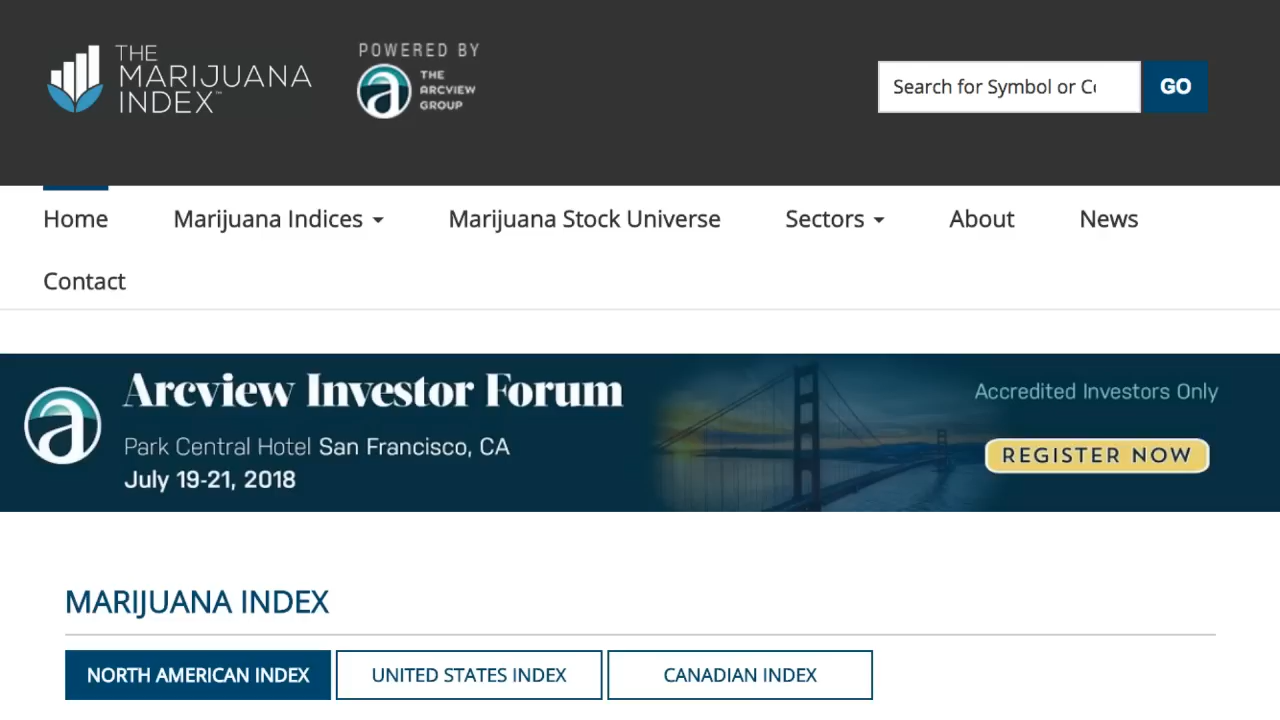 THE
MARIJUANA
INDEX™
POWERED BY
THE
ARCVIEW
GROUP
Search for Symbol or Co
GO
Home Marijuana Indices Marijuana Stock Universe Sectors About News
Contact
Arcview Investor Forum
Park Central Hotel San Francisco, CA
July 19-21, 2018
Accredited Investors Only
REGISTER NOW
MARIJUANA INDEX
NORTH AMERICAN INDEX UNITED STATES INDEX CANADIAN INDEX